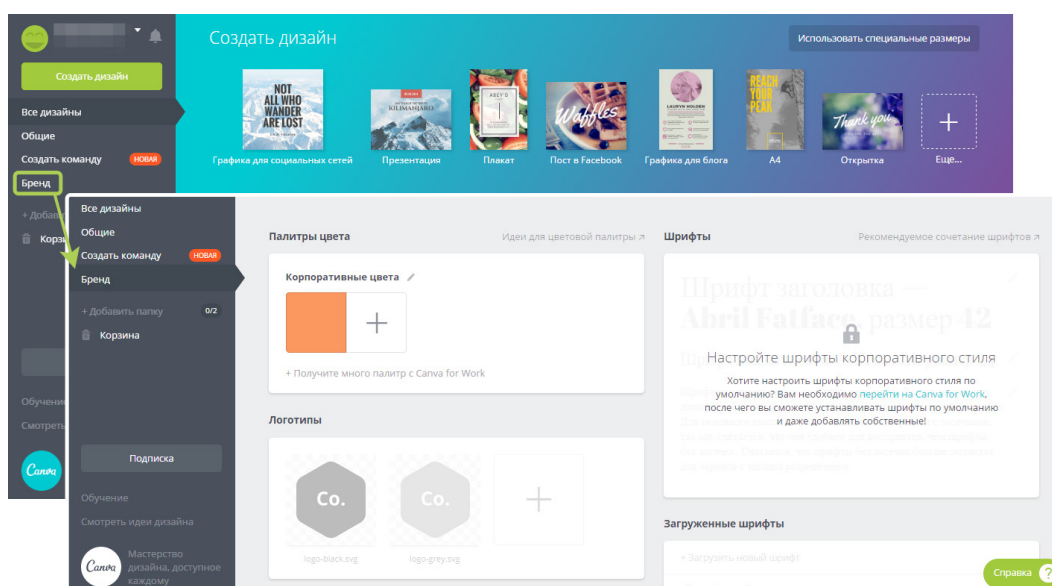 Создать дизайн
Использовать специальные размеры
Создать дизайн
Все дизайны
Общие
Создать команду
НОВАЯ
Бренд
NOT
ALL WHO
WANDER
ARE LOST
KILIMANJARO
ABEY'D
Waffles
LAURYN HOLDEN
REACH
YOUR
PEAK
Thank you
Графика для социальных сетей
Презентация
Плакат
Пост в Facebook
Графика для блога
A4
Открытка
Еще...
Canva
Все дизайны
Общие
Создать команду
НОВАЯ
Бренд
+ Добавить папку
0/2
Корзина
Подписка
Обучение
Смотреть идеи дизайна
Canva
Мастерство
дизайна, доступное
каждому
Палитры цвета
Идеи для цветовой палитры
Корпоративные цвета
+ Получите много палитр с Canva for Work
Логотипы
Co.
Co.
logo-black.svg
logo-grey.svg
Шрифты
Рекомендуемое сочетание шрифтов
Шрифт заголовка —
Abril Fatface, размер 42
Настройте шрифты корпоративного стиля
Хотите настроить шрифты корпоративного стиля по
умолчанию? Вам необходимо перейти на Canva for Work,
после чего вы сможете устанавливать шрифты по умолчанию
и даже добавлять собственные!
Загруженные шрифты
+ Загрузить новый шрифт
Справка ?